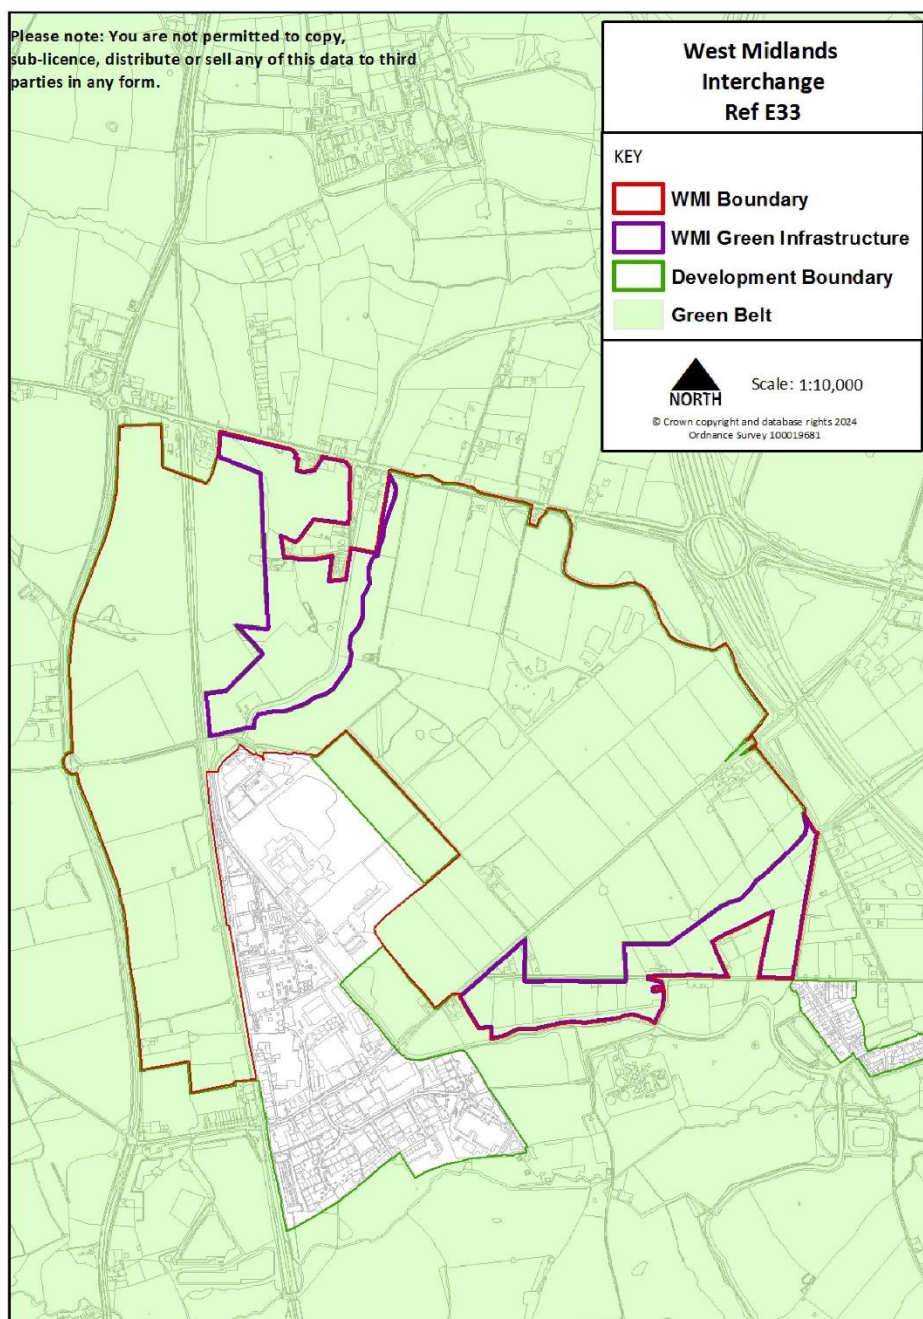 Please note: You are not permitted to copy,
sub-licence, distribute or sell any of this data to third
parties in any form.
West Midlands
Interchange
Ref E33
KEY
WMI Boundary
WMI Green Infrastructure
Development Boundary
Green Belt
NORTH
Scale: 1:10,000
© Crown copyright and database rights 2024
Ordnance Survey 100019681